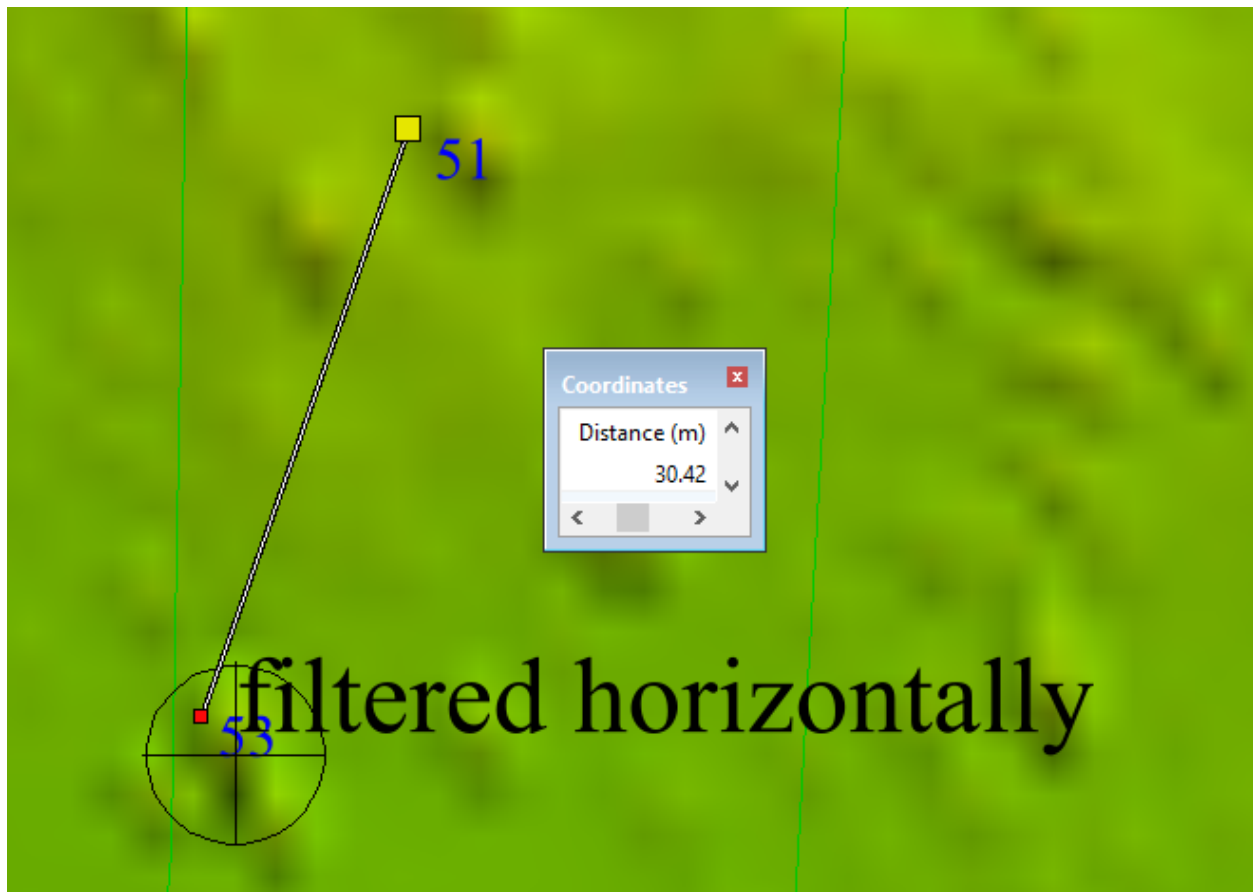 51
Coordinates
Distance (m)
30.42
filtered horizontally
53